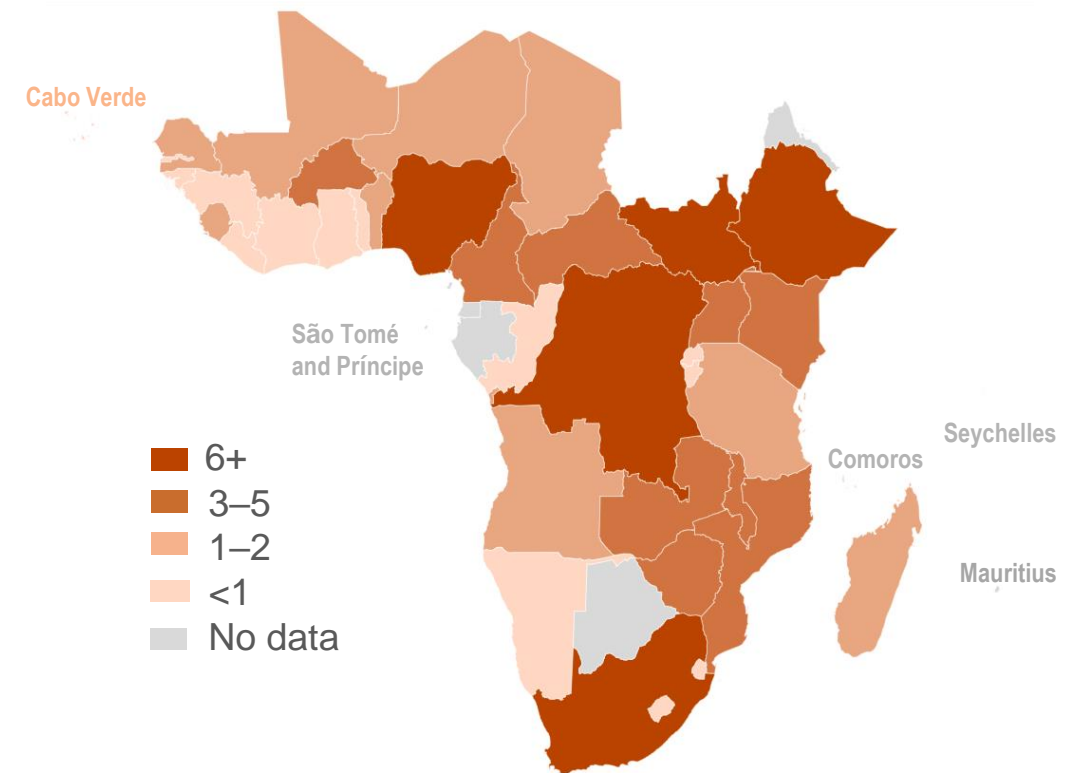 Cabo Verde
São Tomé
and Príncipe
Seychelles
Comoros
Mauritius
6+
3–5
1–2
<1
No data